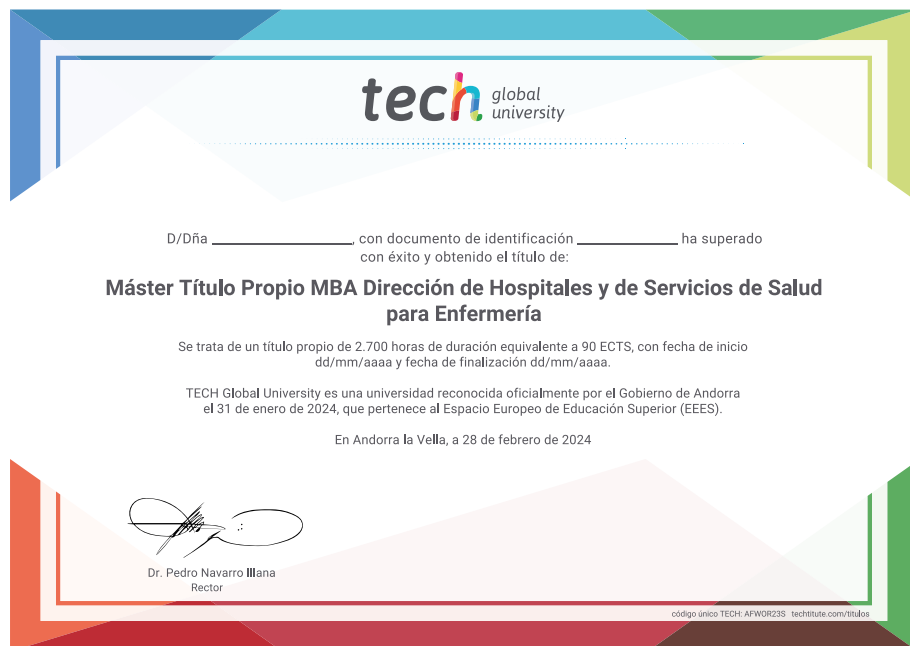 tech global
university
D/Dña ____________________, con documento de identificación ______________ ha superado
con éxito y obtenido el título de:
Máster Título Propio MBA Dirección de Hospitales y de Servicios de Salud
para Enfermería
Se trata de un título propio de 2.700 horas de duración equivalente a 90 ECTS, con fecha de inicio
dd/mm/aaaa y fecha de finalización dd/mm/aaaa.
TECH Global University es una universidad reconocida oficialmente por el Gobierno de Andorra
el 31 de enero de 2024, que pertenece al Espacio Europeo de Educación Superior (EEES).
En Andorra la Vella, a 28 de febrero de 2024
Dr. Pedro Navarro Illana
Rector
código único TECH: AFWOR23S techtitute.com/titulos